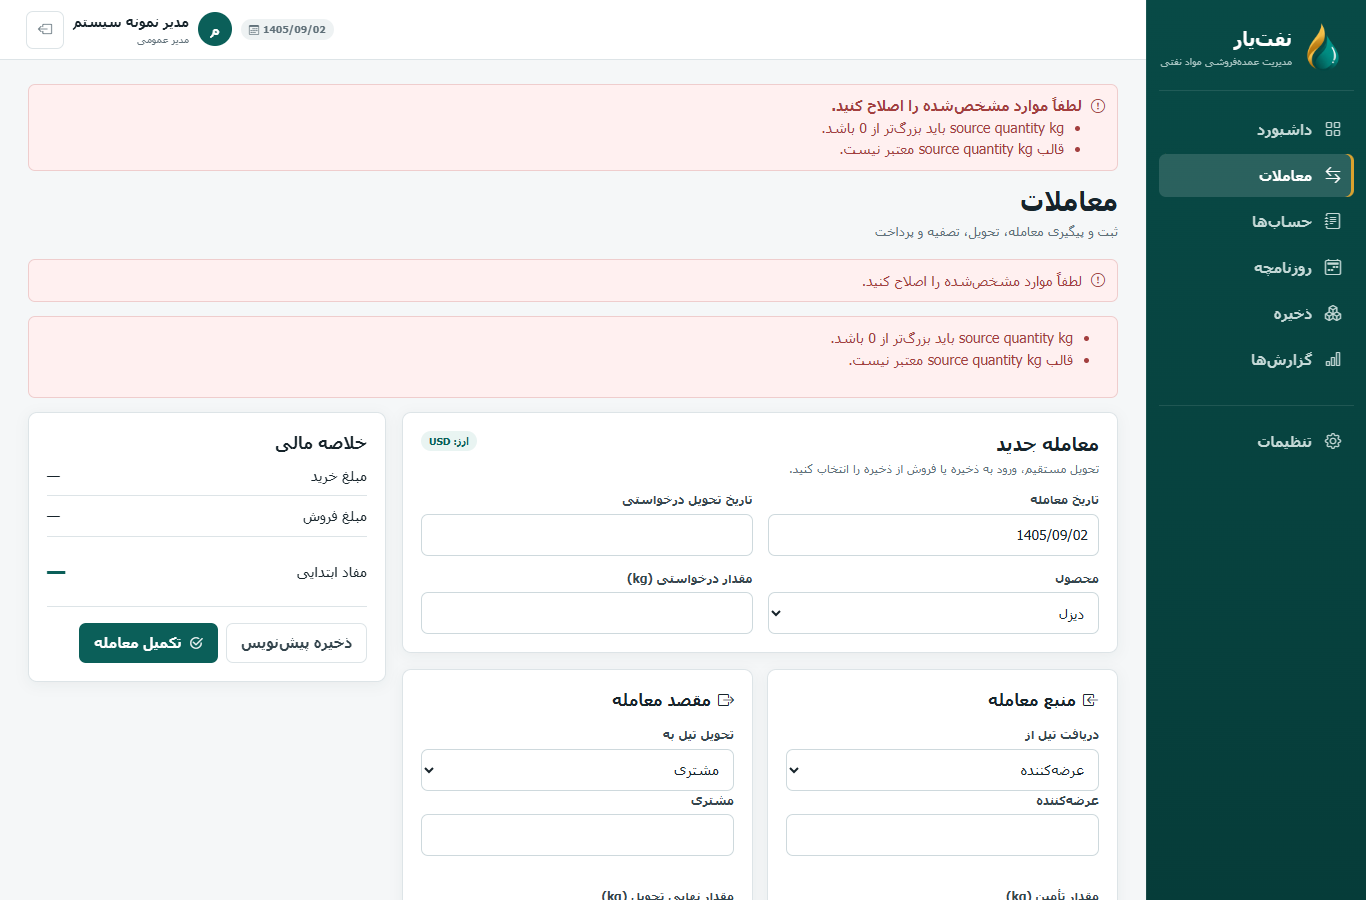 نفت‌یار
مدیریت عمده‌فروشی مواد نفتی
داشبورد
معاملات
حساب‌ها
روزنامچه
ذخیره
گزارش‌ها
تنظیمات
1405/09/02
م
مدیر نمونه سیستم
مدیر عمومی
لطفاً موارد مشخص‌شده را اصلاح کنید.
source quantity kg باید بزرگ‌تر از 0 باشد.
قالب source quantity kg معتبر نیست.
معاملات
ثبت و پیگیری معامله، تحویل، تصفیه و پرداخت
لطفاً موارد مشخص‌شده را اصلاح کنید.
source quantity kg باید بزرگ‌تر از 0 باشد.
قالب source quantity kg معتبر نیست.
معامله جدید
ارز: USD
تحویل مستقیم، ورود به ذخیره یا فروش از ذخیره را انتخاب کنید.
تاریخ معامله
تاریخ تحویل درخواستی
1405/09/02
محصول
مقدار درخواستی (kg)
دیزل
منبع معامله
دریافت تیل از
عرضه‌کننده
عرضه‌کننده
مقدار تأمین (kg)
مقصد معامله
تحویل تیل به
مشتری
مشتری
مقدار نهایی تحویل (kg)
خلاصه مالی
مبلغ خرید —
مبلغ فروش —
مفاد ابتدایی —
ذخیره پیش‌نویس
تکمیل معامله